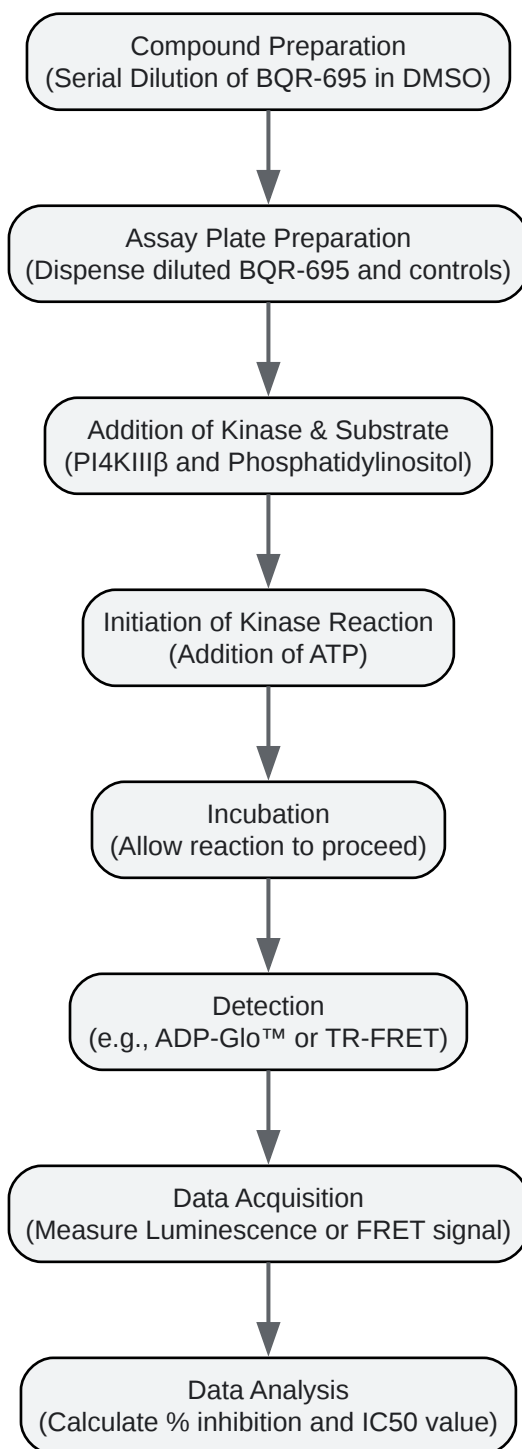 Compound Preparation
(Serial Dilution of BQR-695 in DMSO)
Assay Plate Preparation
(Dispense diluted BQR-695 and controls)
Addition of Kinase & Substrate
(PI4KIIIβ and Phosphatidylinositol)
Initiation of Kinase Reaction
(Addition of ATP)
Incubation
(Allow reaction to proceed)
Detection
(e.g., ADP-Glo™ or TR-FRET)
Data Acquisition
(Measure Luminescence or FRET signal)
Data Analysis
(Calculate % inhibition and IC50 value)